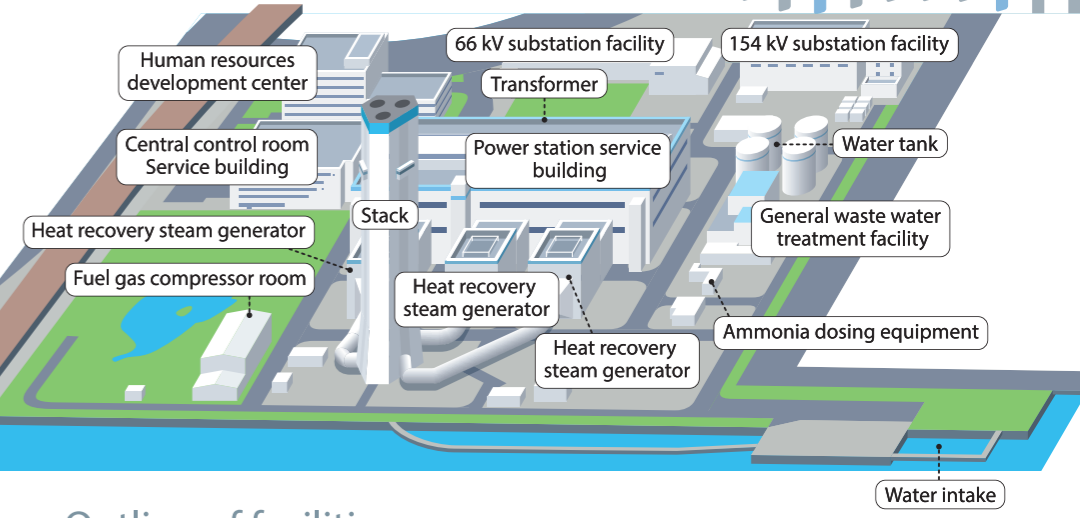 66 kV substation facility
154 kV substation facility
Human resources
development center
Transformer
Central control room
Service building
Power station service
building
Water tank
Stack
General waste water
treatment facility
Heat recovery steam generator
Fuel gas compressor room
Heat recovery
steam generator
Ammonia dosing equipment
Heat recovery
steam generator
Water intake